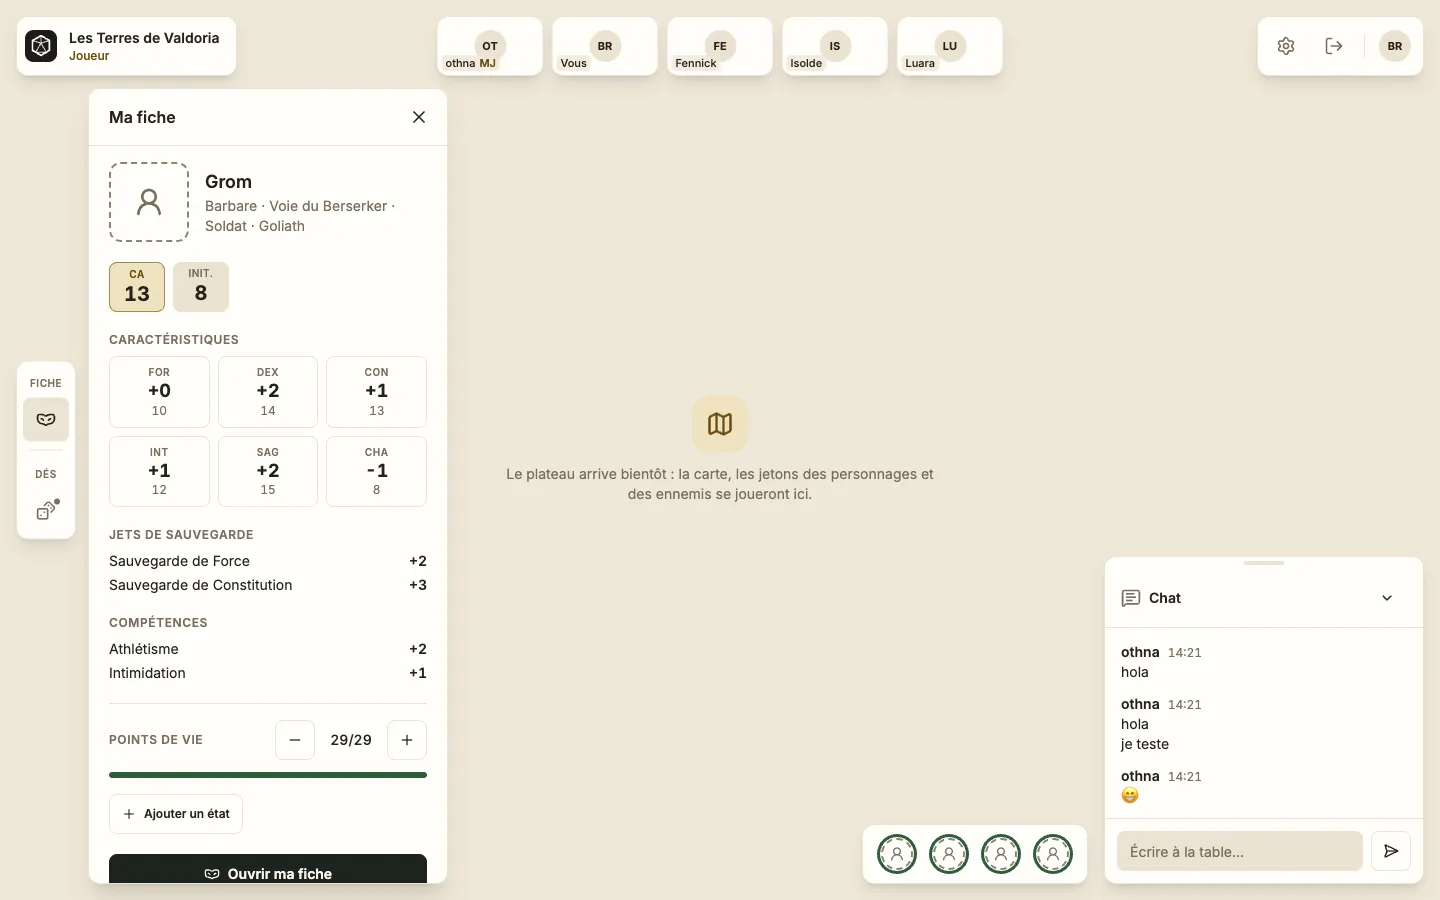 Les Terres de Valdoria
Joueur
OT
othna MJ
BR
Vous
FE
Fennick
IS
Isolde
LU
Luara
BR
Ma fiche
Grom
Barbare · Voie du Berserker ·
Soldat · Goliath
CA
13
INIT.
8
CARACTÉRISTIQUES
FOR
+0
10
DEX
+2
14
CON
+1
13
INT
+1
12
SAG
+2
15
CHA
-1
8
JETS DE SAUVEGARDE
Sauvegarde de Force +2
Sauvegarde de Constitution +3
COMPÉTENCES
Athlétisme +2
Intimidation +1
POINTS DE VIE 29/29
Ajouter un état
Ouvrir ma fiche
FICHE
DÉS
Le plateau arrive bientôt : la carte, les jetons des personnages et
des ennemis se joueront ici.
Chat
othna 14:21
hola
othna 14:21
hola
je teste
othna 14:21
😁
Écrire à la table...